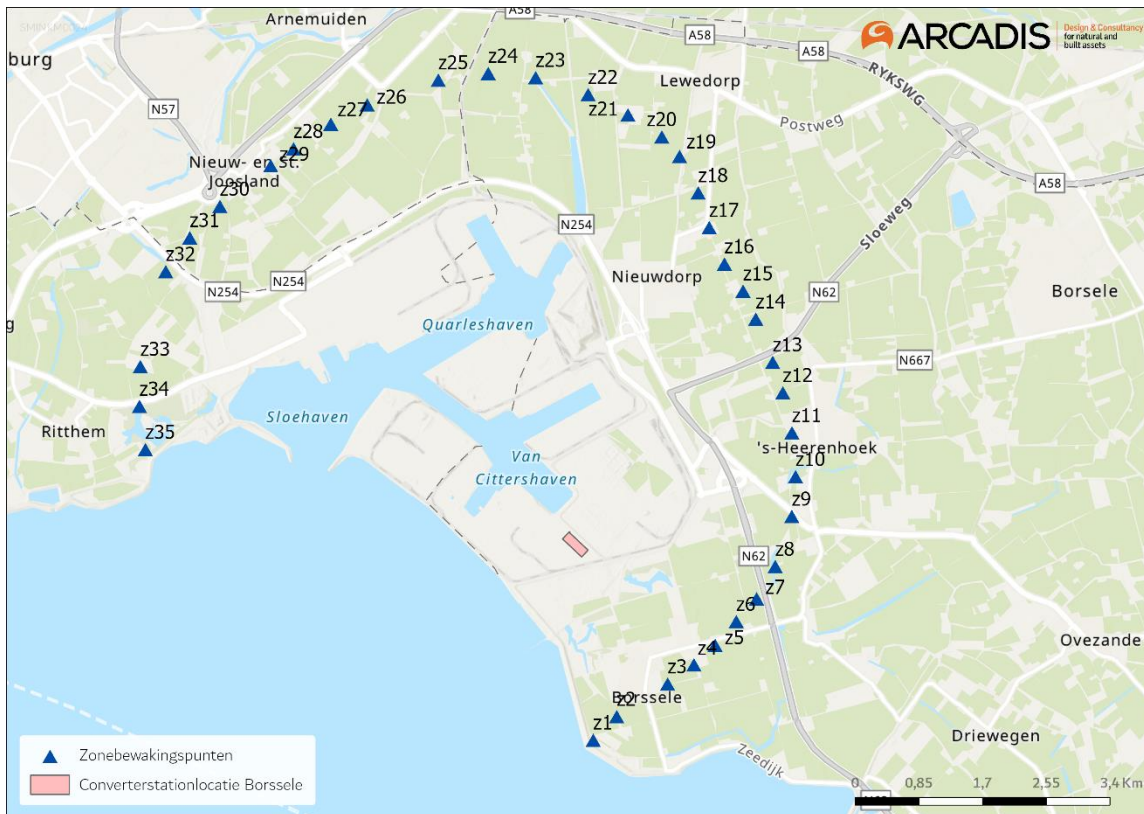 Arnemuiden
A58
A58
A58
ARCADIS
Design & Consultancy
for natural and
built assets
burg
z24
z23
z25
RYKSWG
z22
Lewedorp
N57
z26
z21
Postweg
z27
z20
z28
z19
Nieuw- en St.
z29
Joosland
z18
A58
z30
z17
N254
z31
Sloeweg
z32
z16
Nieuwdorp
N254
z15
N254
N62
Borsele
z14
Quarleshaven
g
z33
z13
N667
z12
z34
Sloehaven
Ritthem
z11
z35
's-Heerenhoek
Van
z10
Cittershaven
z9
z8
N62
z7
z6
z5
z4
Ovezande
z3
Borssele
z2
z1
Driewegen
Zeedijk
Zonebewakingspunten
Converterstationlocatie Borssele
0 0,85 1,7 2,55 3,4 Km